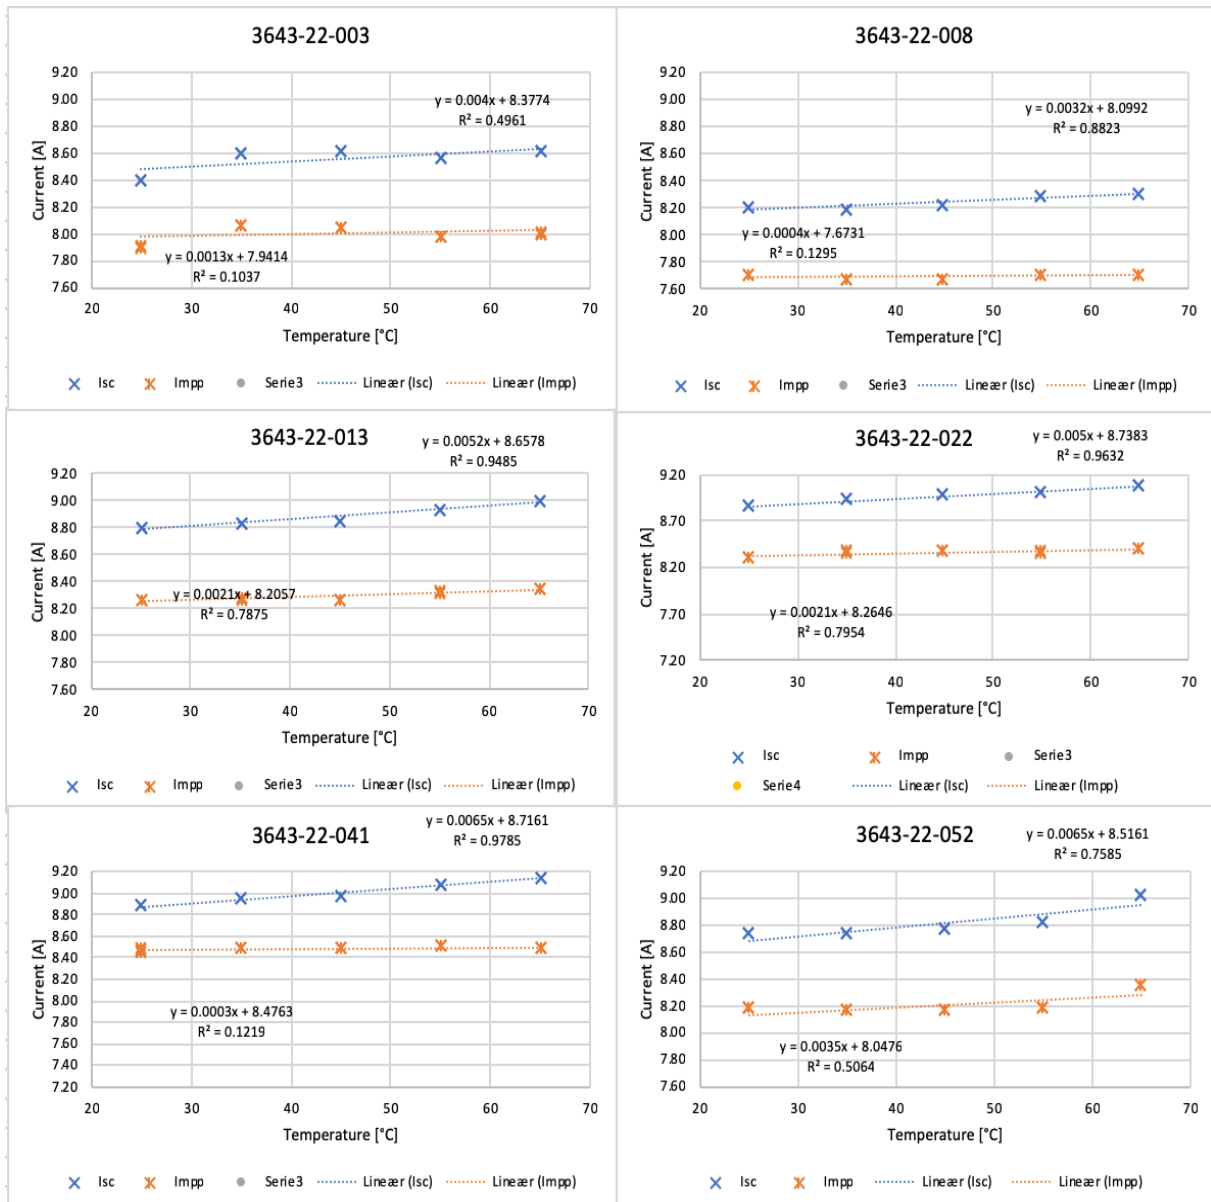 3643-22-003
9.20
9.00
8.80
8.60
8.40
8.20
8.00
7.80
7.60
Current [A]
y = 0.004x + 8.3774
R² = 0.4961
y = 0.0013x + 7.9414
R² = 0.1037
20 30 40 50 60 70
Temperature [°C]
Isc Impp Serie3 Lineær (Isc) Lineær (Impp)
3643-22-008
9.20
9.00
8.80
8.60
8.40
8.20
8.00
7.80
7.60
Current [A]
y = 0.0032x + 8.0992
R² = 0.8823
y = 0.0004x + 7.6731
R² = 0.1295
20 30 40 50 60 70
Temperature [°C]
Isc Impp Serie3 Lineær (Isc) Lineær (Impp)
3643-22-013
y = 0.0052x + 8.6578
R² = 0.9485
9.20
9.00
8.80
8.60
8.40
8.20
8.00
7.80
7.60
Current [A]
y = 0.0021x + 8.2057
R² = 0.7875
20 30 40 50 60 70
Temperature [°C]
Isc Impp Serie3 Lineær (Isc) Lineær (Impp)
3643-22-022
y = 0.005x + 8.7383
R² = 0.9632
9.20
8.70
8.20
7.70
7.20
Current [A]
y = 0.0021x + 8.2646
R² = 0.7954
20 30 40 50 60 70
Temperature [°C]
Isc Impp Serie3
Serie4 Lineær (Isc) Lineær (Impp)
3643-22-041
y = 0.0065x + 8.7161
R² = 0.9785
9.20
9.00
8.80
8.60
8.40
8.20
8.00
7.80
7.60
7.40
7.20
Current [A]
y = 0.0003x + 8.4763
R² = 0.1219
20 30 40 50 60 70
Temperature [°C]
Isc Impp Serie3 Lineær (Isc) Lineær (Impp)
3643-22-052
y = 0.0065x + 8.5161
R² = 0.7585
9.20
9.00
8.80
8.60
8.40
8.20
8.00
7.80
7.60
Current [A]
y = 0.0035x + 8.0476
R² = 0.5064
20 30 40 50 60 70
Temperature [°C]
Isc Impp Lineær (Isc) Lineær (Impp)